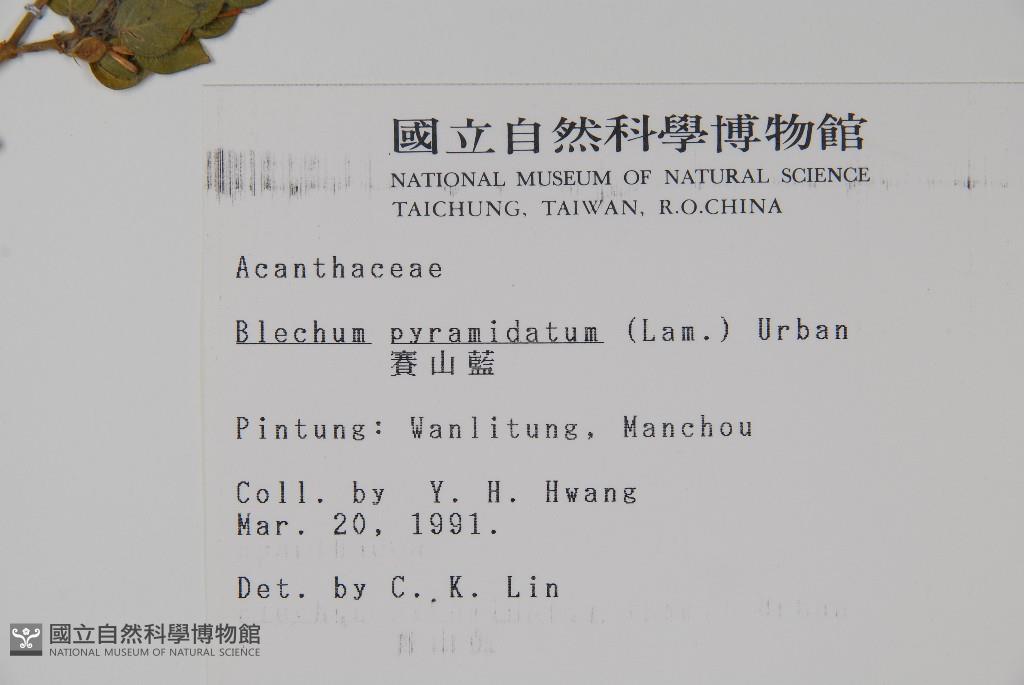 國立自然科學博物館
NATIONAL MUSEUM OF NATURAL SCIENCE
TAICHUNG, TAIWAN, R.O.CHINA
Acanthaceae
Blechum pyramidatum (Lam.) Urban
賽山藍
Pintung: Wanlitung, Manchou
Coll. by Y. H. Hwang
Mar. 20, 1991.
Det. by C. K. Lin
國立自然科學博物館
NATIONAL MUSEUM OF NATURAL SCIENCE